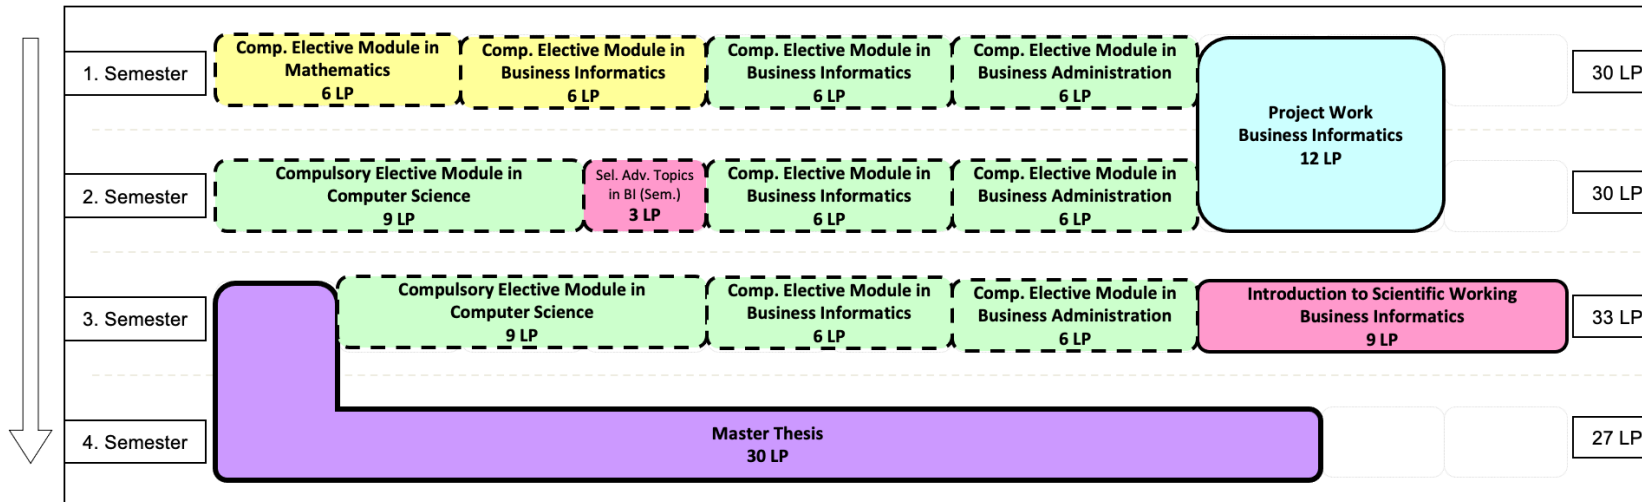 1. Semester
Comp. Elective Module in
Mathematics
6 LP
Comp. Elective Module in
Business Informatics
6 LP
Comp. Elective Module in
Business Informatics
6 LP
Comp. Elective Module in
Business Administration
6 LP
Project Work
Business Informatics
12 LP
30 LP
2. Semester
Compulsory Elective Module in
Computer Science
9 LP
Sel. Adv. Topics
in BI (Sem.)
3 LP
Comp. Elective Module in
Business Informatics
6 LP
Comp. Elective Module in
Business Administration
6 LP
30 LP
3. Semester
Compulsory Elective Module in
Computer Science
9 LP
Comp. Elective Module in
Business Informatics
6 LP
Comp. Elective Module in
Business Administration
6 LP
Introduction to Scientific Working
Business Informatics
9 LP
33 LP
4. Semester
Master Thesis
30 LP
27 LP